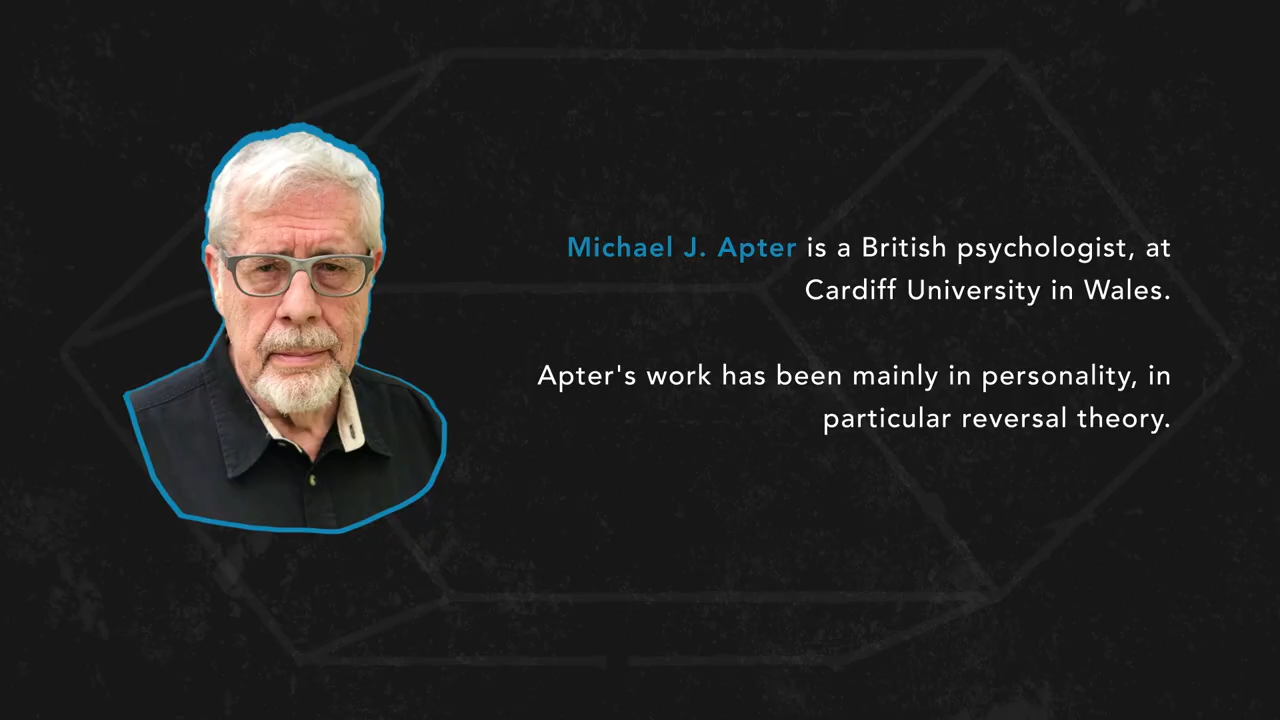 Michael J. Apter is a British psychologist, at
Cardiff University in Wales.
Apter's work has been mainly in personality, in
particular reversal theory.